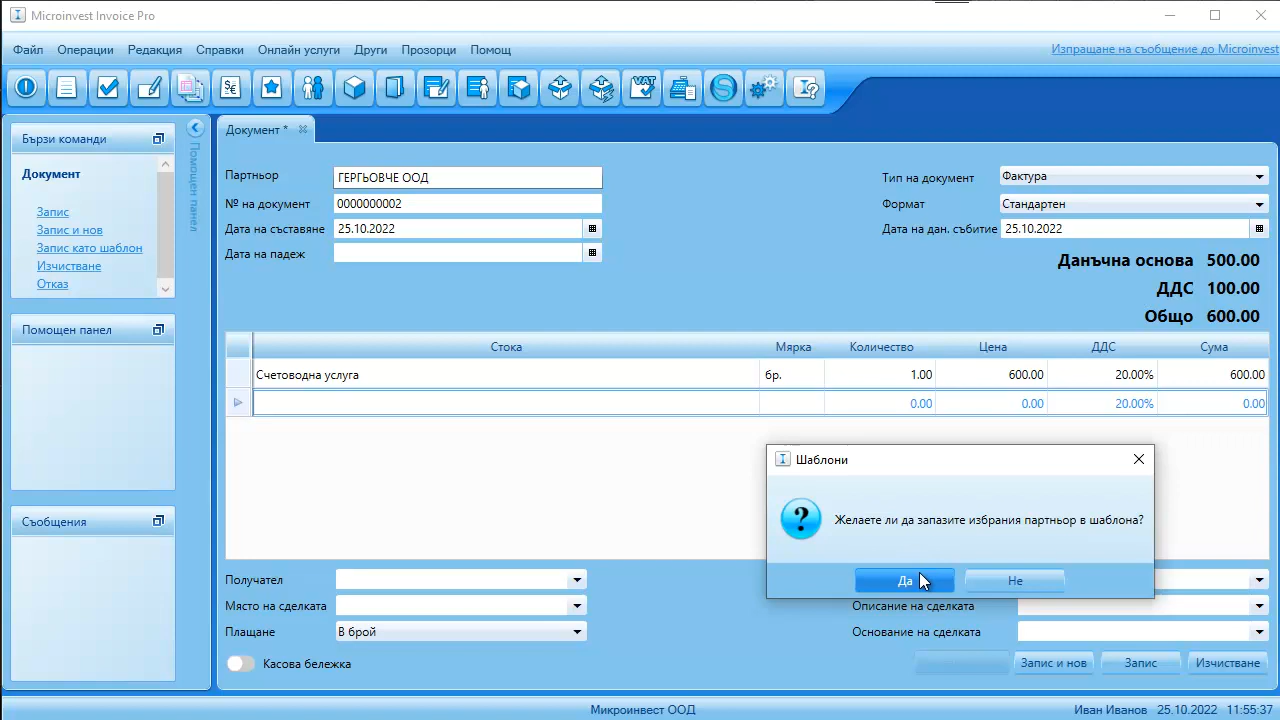 Microinvest Invoice Pro
Файл Операции Редакция Справки Онлайн услуги Други Прозорци Помощ
Изпращане на съобщение до Microinvest
Бързи команди
Документ
Запис
Запис и нов
Запис като шаблон
Изчистване
Отказ
Помощен панел
Съобщения
Помощен панел
Документ *
Партньор ГЕРГЬОВЧЕ ООД
№ на документ 0000000002
Дата на съставяне 25.10.2022
Дата на падеж
Тип на документ Фактура
Формат Стандартен
Дата на дан. събитие 25.10.2022
Данъчна основа 500.00
ДДС 100.00
Общо 600.00
Стока Мярка Количество Цена ДДС Сума
Счетоводна услуга бр. 1.00 600.00 20.00% 600.00
0.00 0.00 20.00% 0.00
Шаблони
Желаете ли да запазите избрания партньор в шаблона?
Да Не
Получател
Място на сделката
Плащане В брой
Описание на сделката
Основание на сделката
Касова бележка
Запис и нов Запис Изчистване
Микроинвест ООД
Иван Иванов 25.10.2022 11:55:37